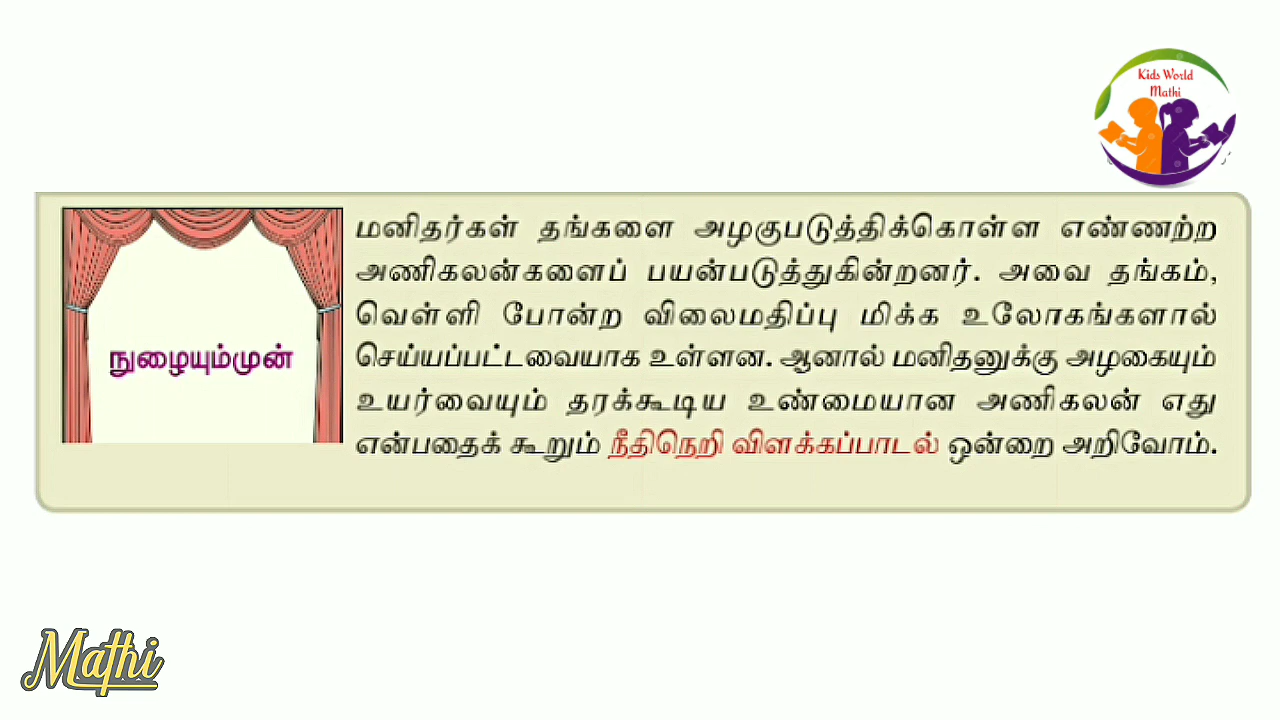 Kids World
Mathi
மனிதர்கள் தங்களை அழகுபடுத்திக்கொள்ள எண்ணற்ற
அணிகலன்களைப் பயன்படுத்துகின்றனர். அவை தங்கம்,
வெள்ளி போன்ற விலைமதிப்பு மிக்க உலோகங்களால்
நுழையும்முன்
செய்யப்பட்டவையாக உள்ளன. ஆனால் மனிதனுக்கு அழகையும்
உயர்வையும் தரக்கூடிய உண்மையான அணிகலன் எது
என்பதைக் கூறும் நீதிநெறி விளக்கப்பாடல் ஒன்றை அறிவோம்.
Mathi